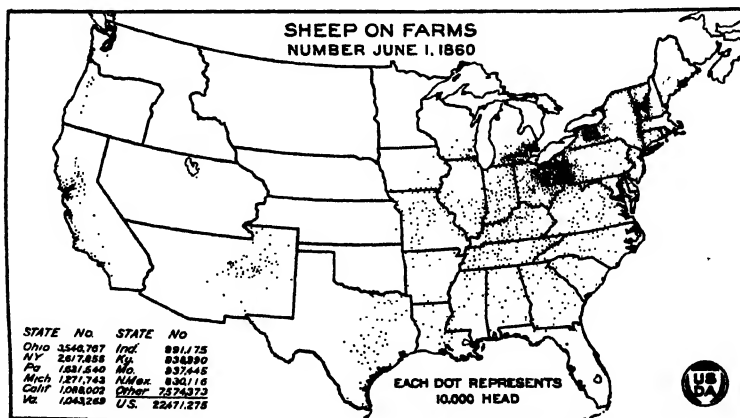 SHEEP ON FARMS
NUMBER JUNE 1, 1860
STATE No. STATE No
Ohio 3,546,767 Ind. 991,175
NY 2,617,855 Ky. 938,990
Pa 1,631,540 Mo. 937,445
Mich 1,271,743 N.Mex. 830,116
Calif 1,088,002 Other 7,574,373
Va. 1,043,269 U.S. 22,471,275
EACH DOT REPRESENTS
10,000 HEAD
US
DA